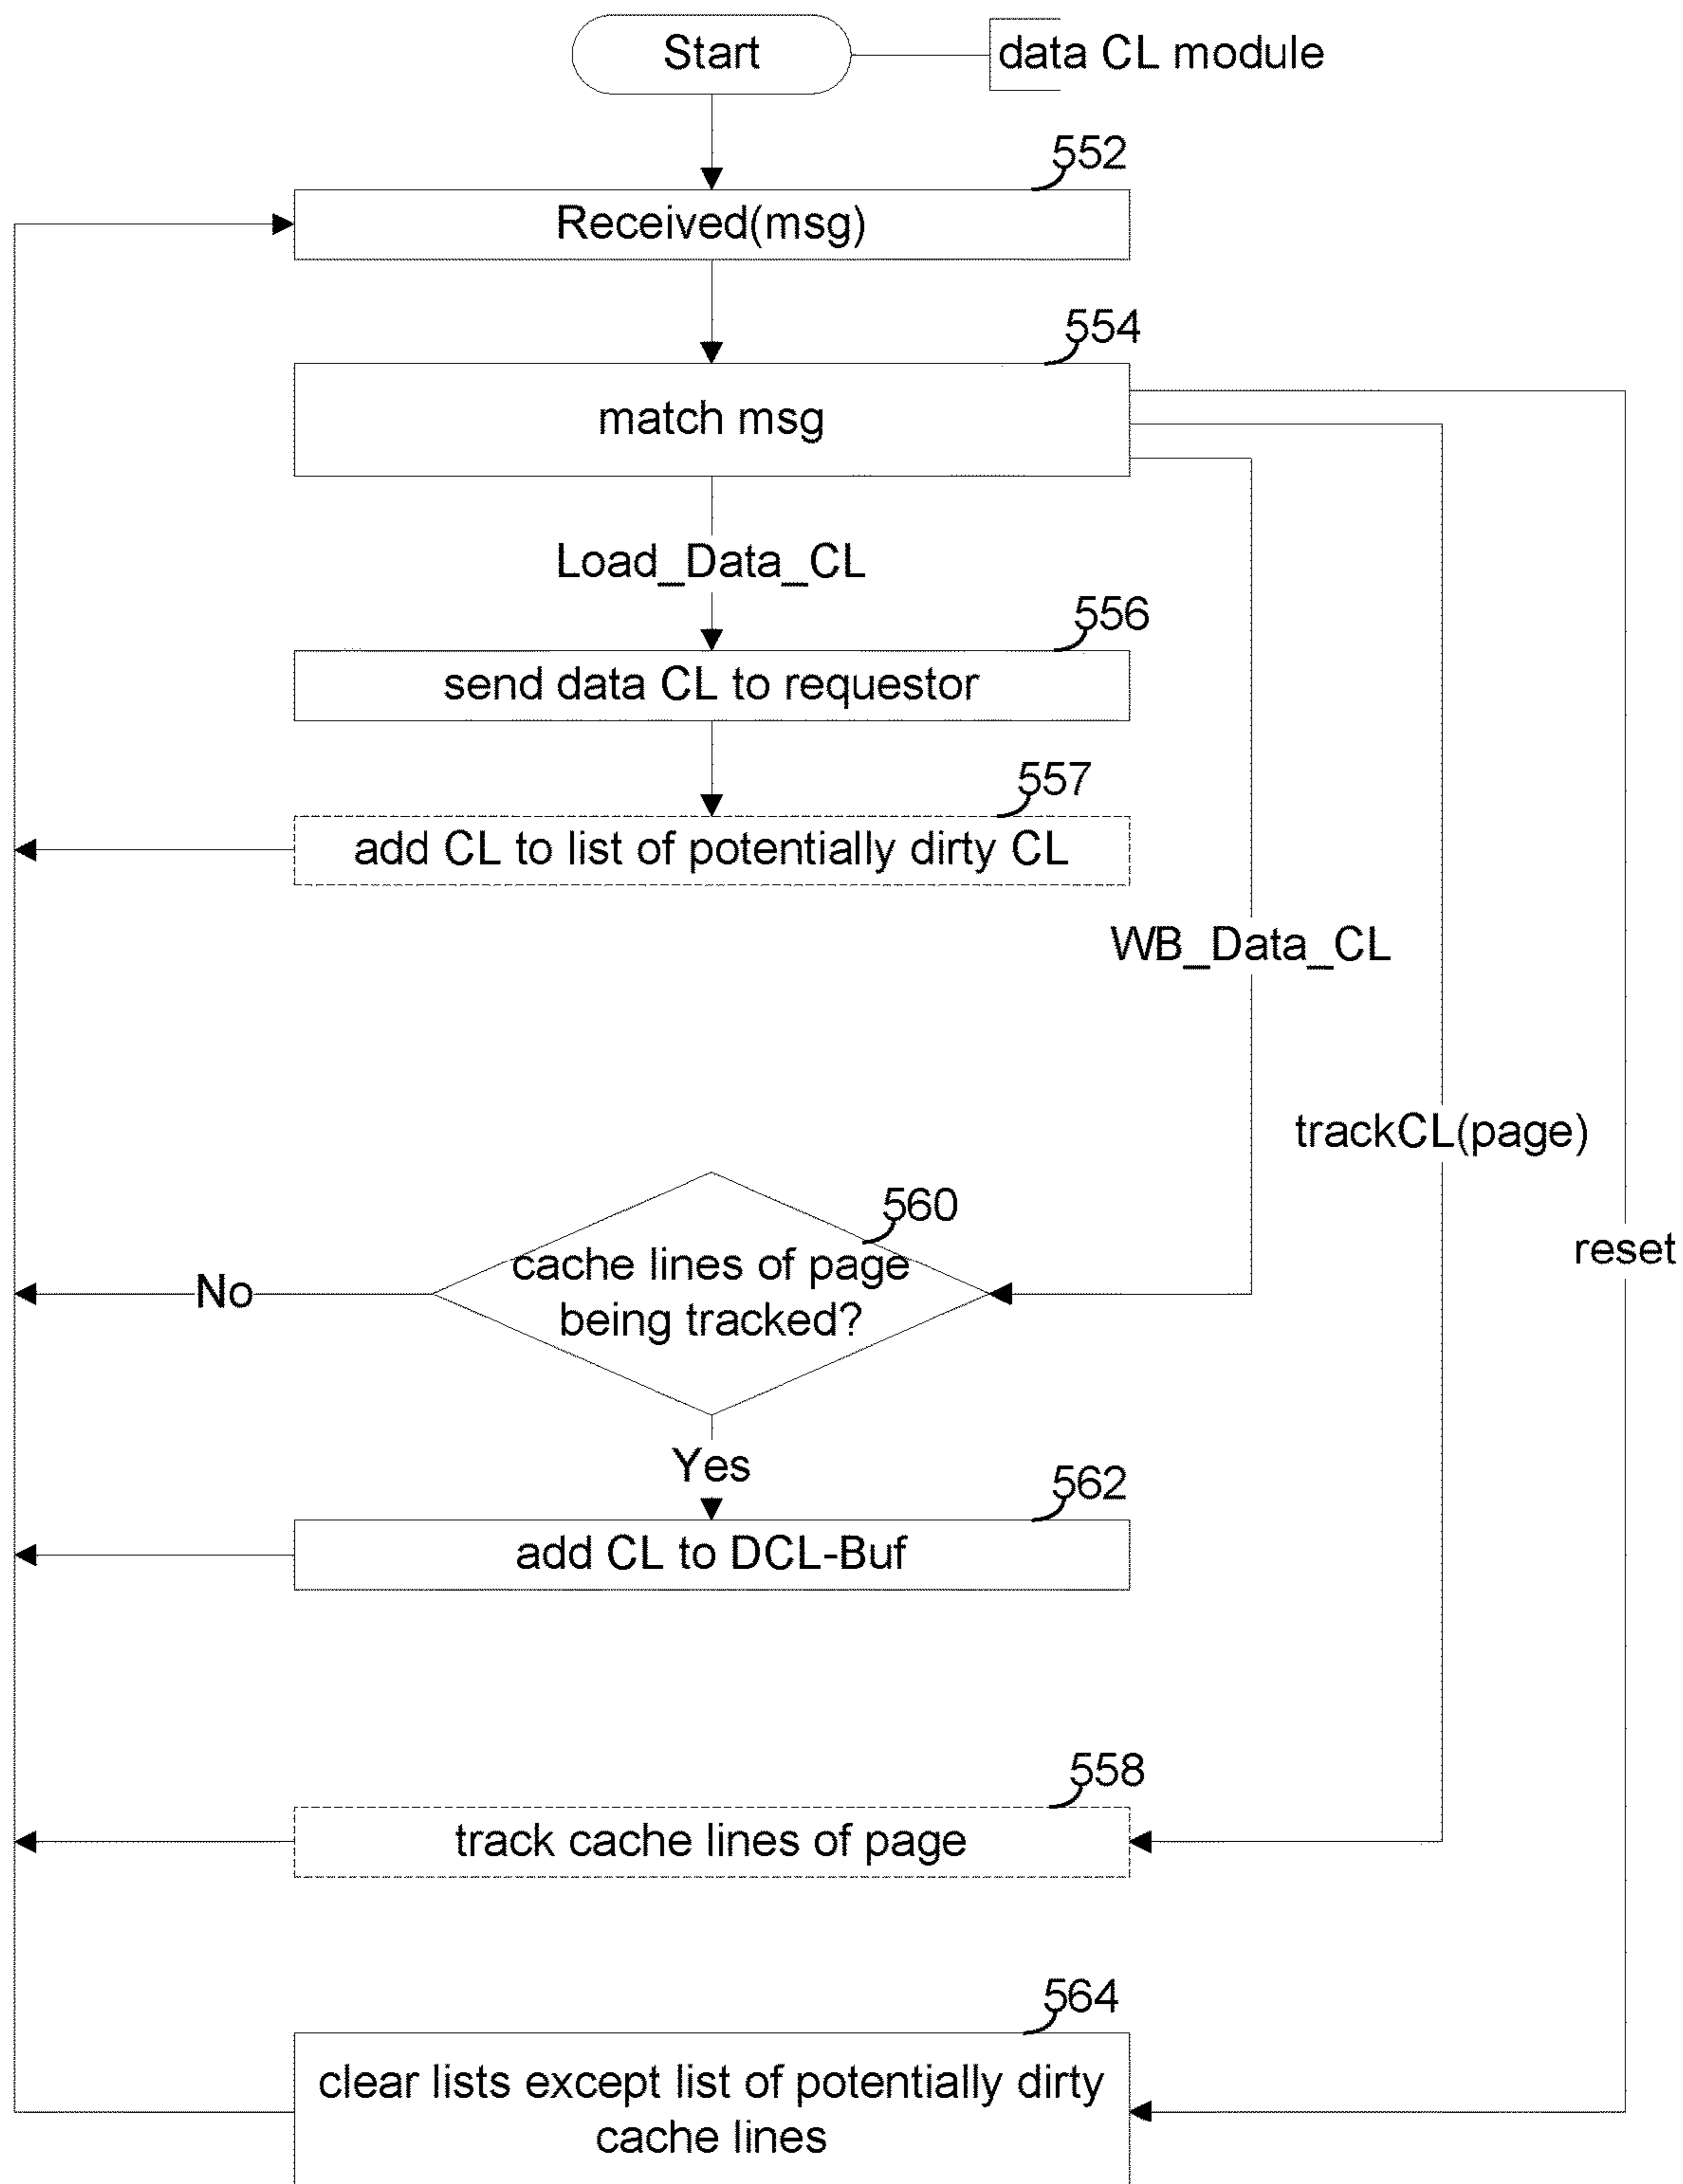 Start
data CL module
552
Received(msg)
554
match msg
Load_Data_CL
556
send data CL to requestor
557
add CL to list of potentially dirty CL
WB_Data_CL
trackCL(page)
560
reset
cache lines of page
being tracked?
No
Yes
562
add CL to DCL-Buf
558
track cache lines of page
564
clear lists except list of potentially dirty
cache lines